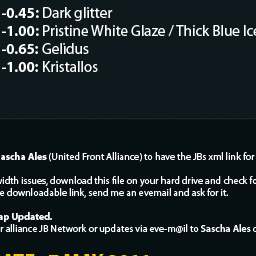 -0.45: Dark glitter
-1.00: Pristine White Glaze / Thick Blue Ice
-0.65: Gelidus
-1.00: Kristallos
ascha Ales (United Front Alliance) to have the JBs xml link for
width issues, download this file on your hard drive and check fo
e downloadable link, send me an evemail and ask for it.
ap Updated.
r alliance JB Network or updates via eve-m@il to Sascha Ales